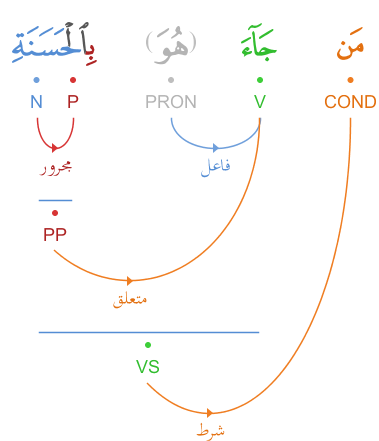 مَن جَآءَ (هُوَ) بِٱلْحَسَنَةِ
COND V PRON P N
فاعل مجرور
PP
متعلق
VS
شرط